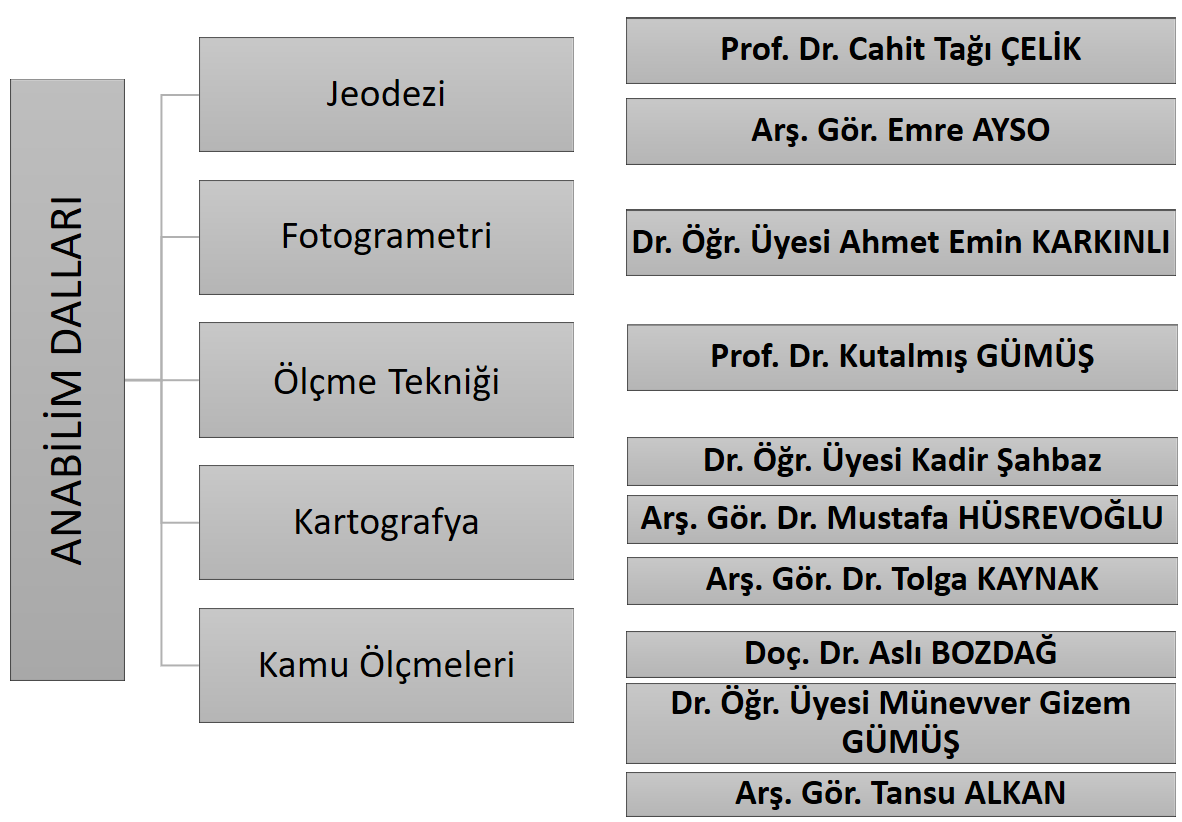 ANABİLİM DALLARI
Jeodezi
Prof. Dr. Cahit Tağı ÇELİK
Arş. Gör. Emre AYSO
Fotogrametri
Dr. Öğr. Üyesi Ahmet Emin KARKINLI
Ölçme Tekniği
Prof. Dr. Kutalmış GÜMÜŞ
Kartografya
Dr. Öğr. Üyesi Kadir Şahbaz
Arş. Gör. Dr. Mustafa HÜSREVOĞLU
Arş. Gör. Dr. Tolga KAYNAK
Kamu Ölçmeleri
Doç. Dr. Aslı BOZDAĞ
Dr. Öğr. Üyesi Münevver Gizem
GÜMÜŞ
Arş. Gör. Tansu ALKAN